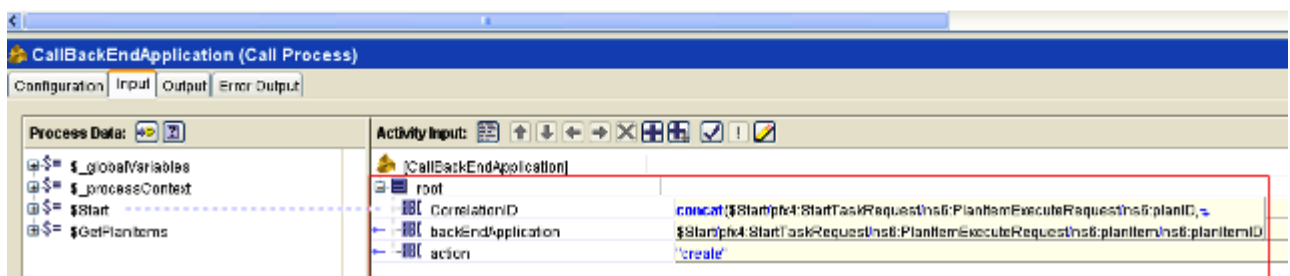 CallBackEndApplication (Call Process)
Configuration Input Output Error Output
Process Data: Activity Input:
$_globalVariables
$_processContext
$Start
$GetPlanItems
[CallBackEndApplication]
root
CorrelationID concat($Start/pfx4:StartTaskRequest/ns6:PlanItemExecuteRequest/ns6:planID,
backEndApplication $Start/pfx4:StartTaskRequest/ns6:PlanItemExecuteRequest/ns6:planItem/ns6:planItemID
action "create"